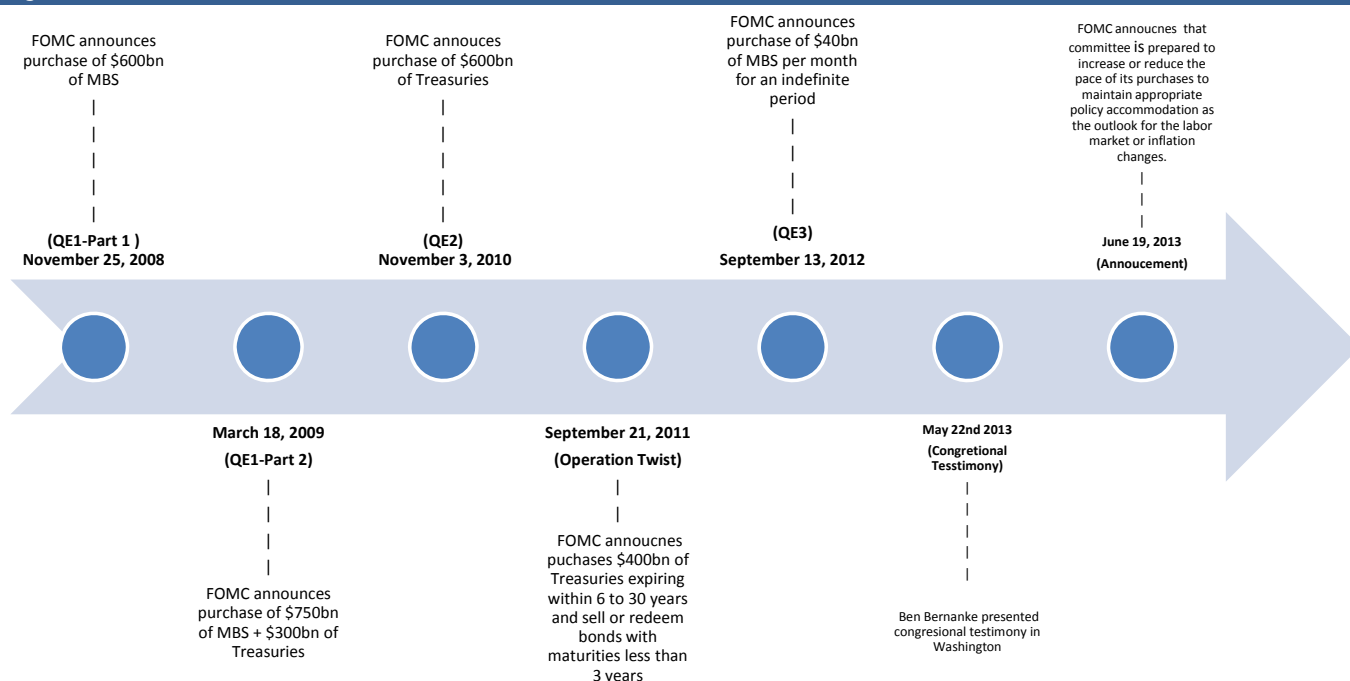 FOMC announces
purchase of $600bn
of MBS
(QE1-Part 1 )
November 25, 2008
March 18, 2009
(QE1-Part 2)
FOMC announces
purchase of $750bn
of MBS + $300bn of
Treasuries
FOMC annouces
purchase of $600bn
of Treasuries
(QE2)
November 3, 2010
September 21, 2011
(Operation Twist)
FOMC annoucnes
puchases $400bn of
Treasuries expiring
within 6 to 30 years
and sell or redeem
bonds with
maturities less than
3 years
FOMC announces
purchase of $40bn
of MBS per month
for an indefinite
period
(QE3)
September 13, 2012
May 22nd 2013
(Congretional
Tesstimony)
Ben Bernanke presented
congresional testimony in
Washington
FOMC annoucnes that
committee is prepared to
increase or reduce the
pace of its purchases to
maintain appropriate
policy accommodation as
the outlook for the labor
market or inflation
changes.
June 19, 2013
(Annoucement)